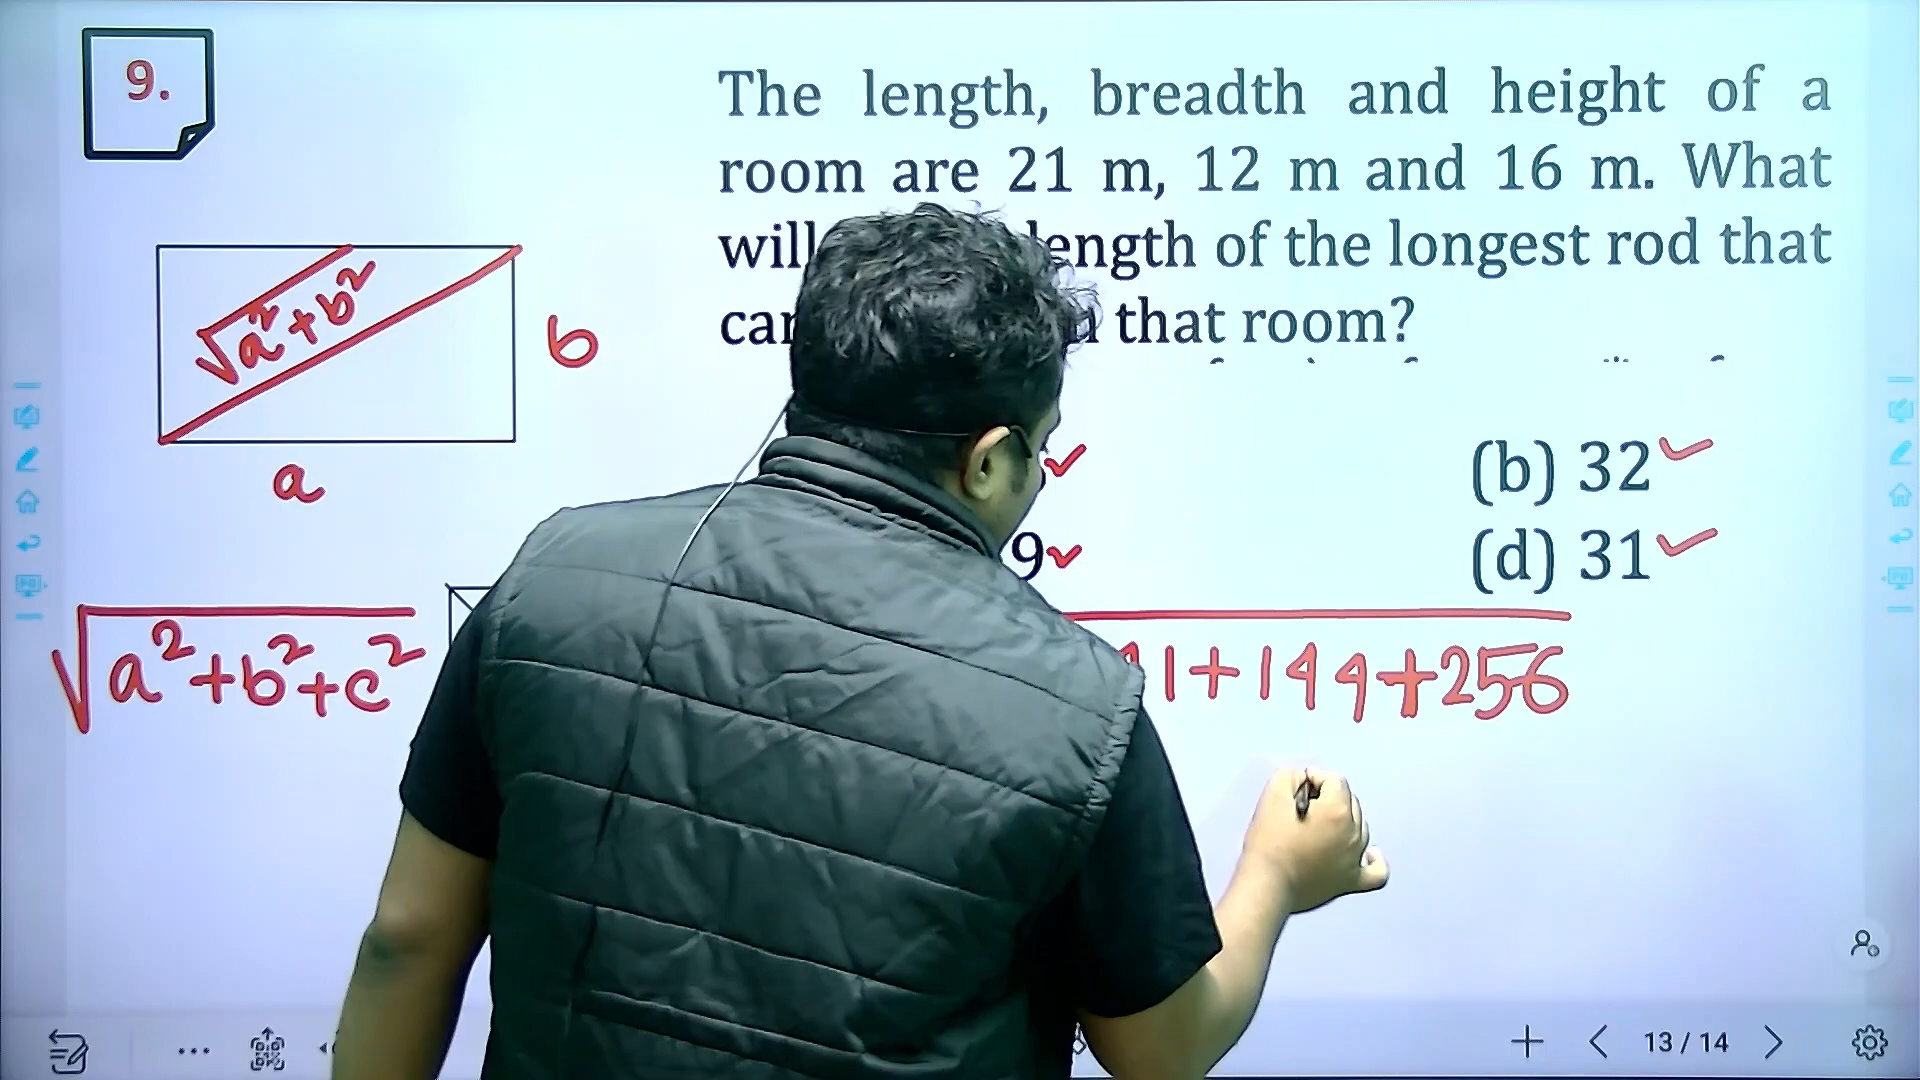 9.
The length, breadth and height of a
room are 21 m, 12 m and 16 m. What
will length of the longest rod that
that room?
√a²+b²
b
a
(b) 32
9
(d) 31
√a²+b²+c²
1+144+256
13 / 14